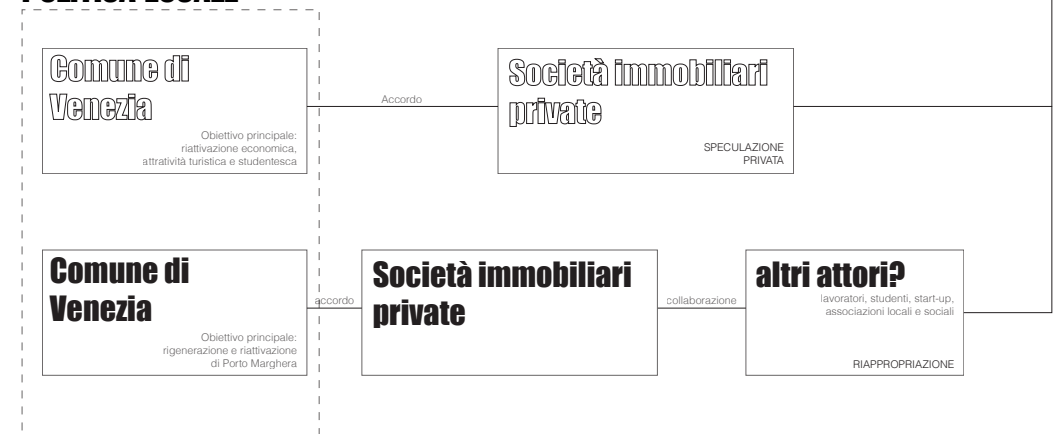 POLITICA LOCALE
Comune di
Venezia
Obiettivo principale:
riattivazione economica,
attratività turistica e studentesca
Accordo
Società immobiliari
private
SPECULAZIONE
PRIVATA
Comune di
Venezia
Obiettivo principale:
rigenerazione e riattivazione
di Porto Marghera
accordo
Società immobiliari
private
collaborazione
altri attori?
lavoratori, studenti, start-up,
associazioni locali e sociali
RIAPPROPRIAZIONE